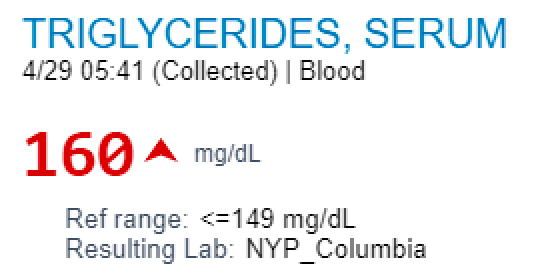 TRIGLYCERIDES, SERUM
4/29 05:41 (Collected) | Blood
160 mg/dL
Ref range: <=149 mg/dL
Resulting Lab: NYP_Columbia